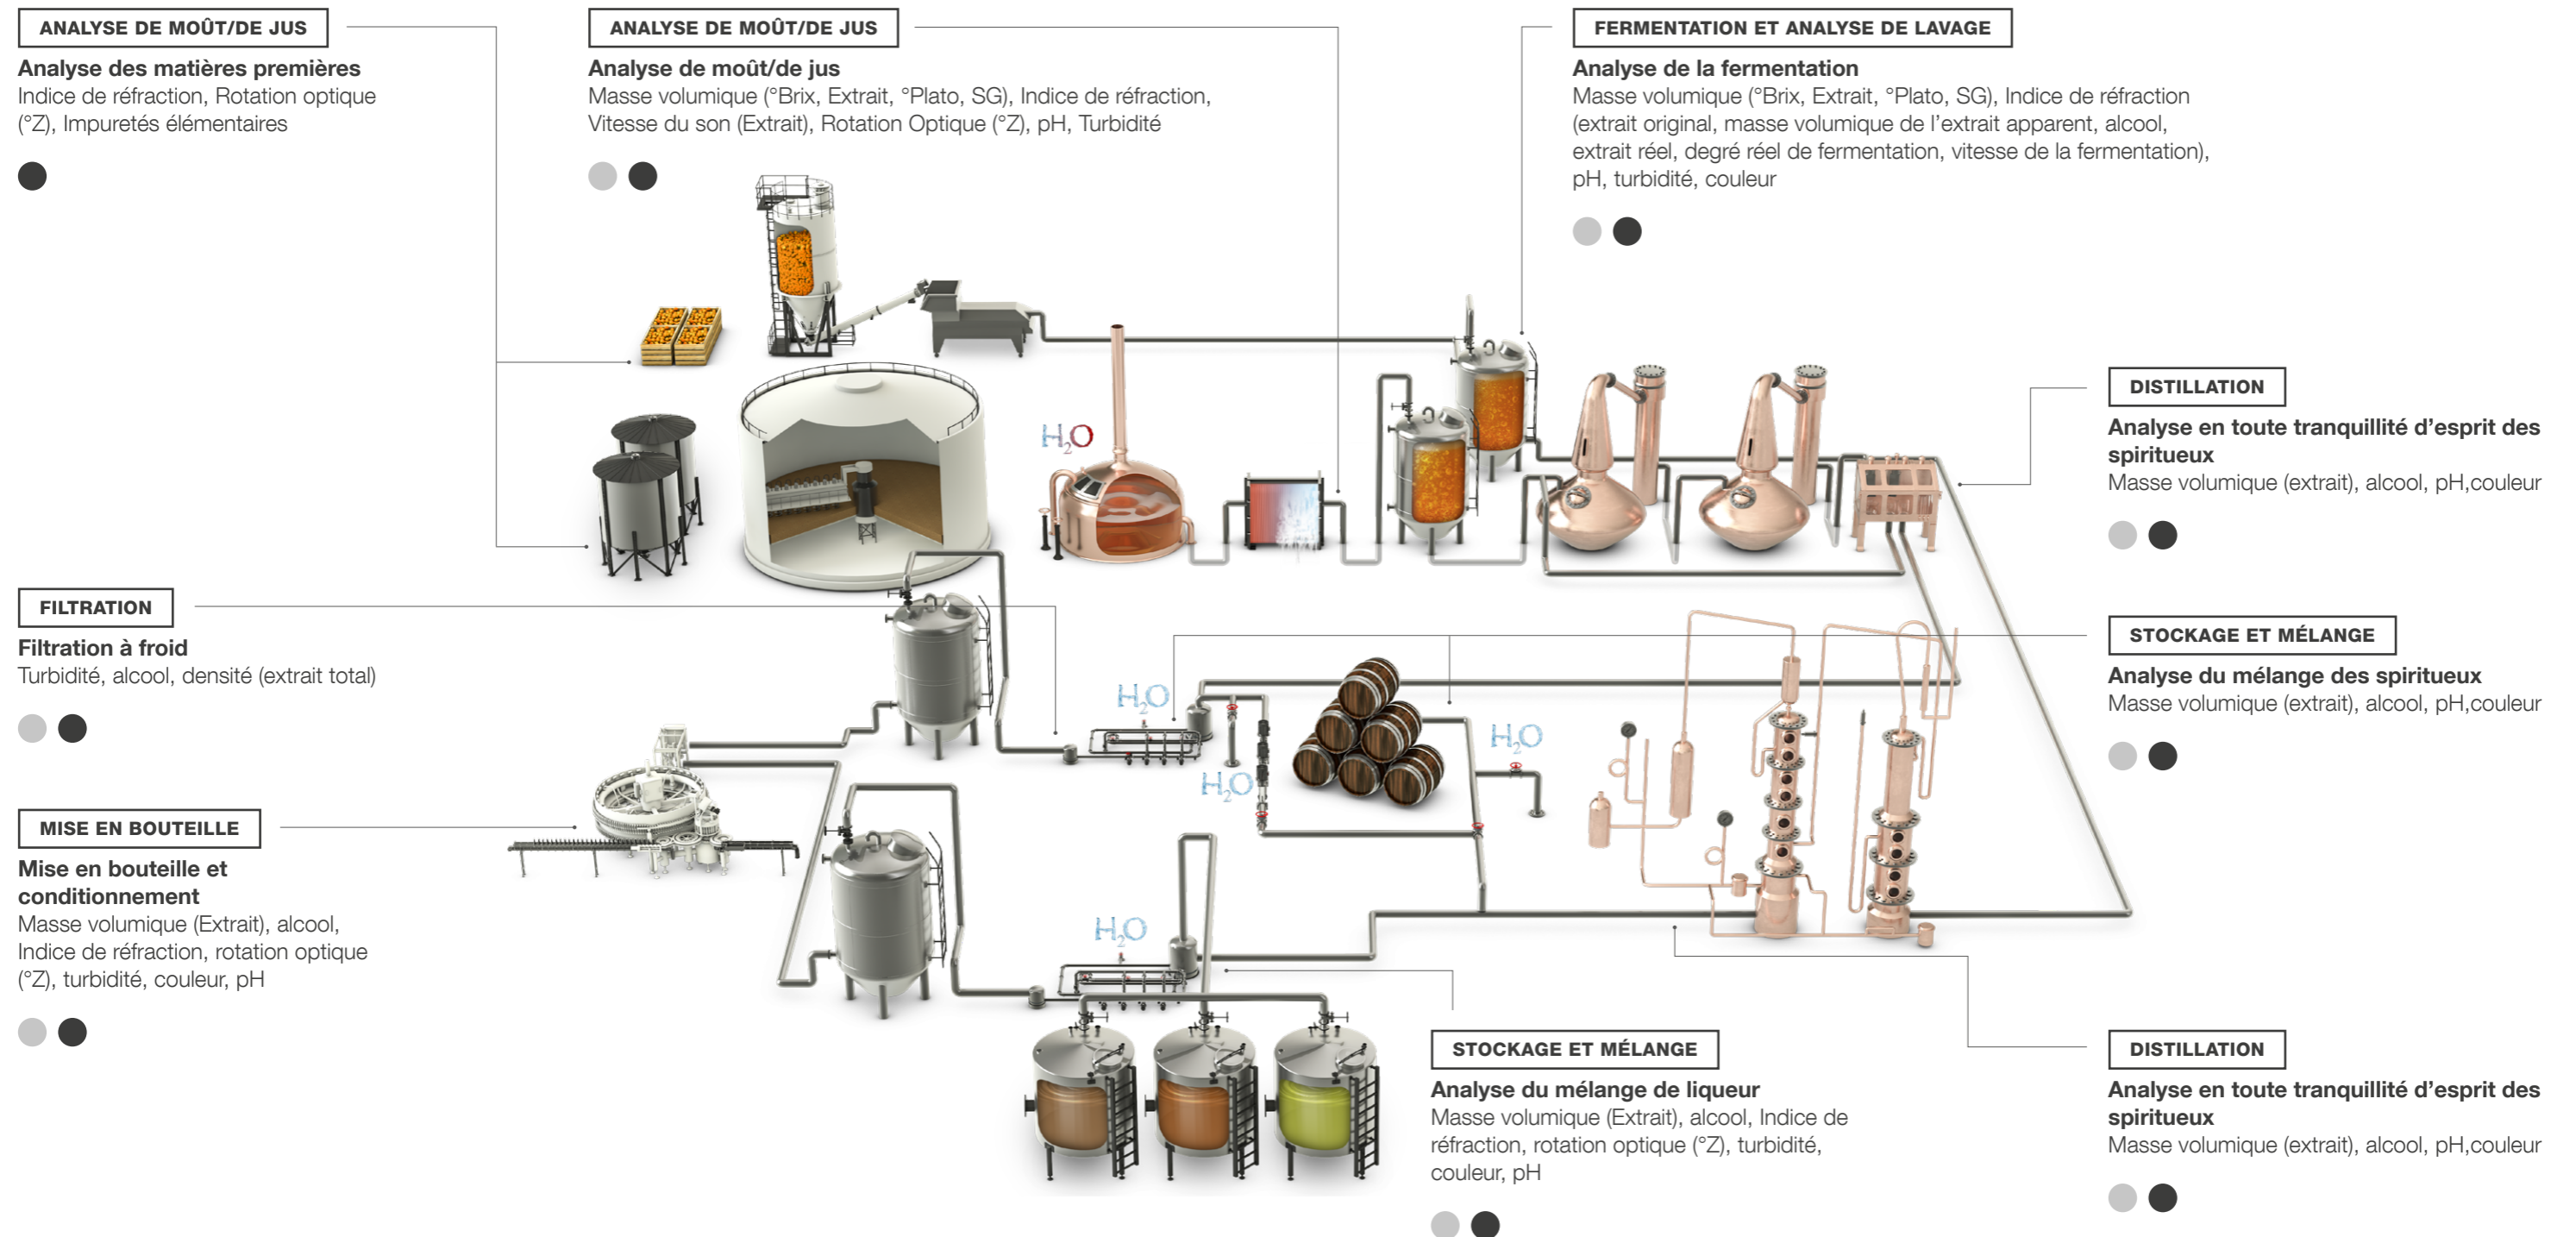 ANALYSE DE MOÛT/DE JUS
Analyse des matières premières
Indice de réfraction, Rotation optique
(°Z), Impuretés élémentaires
ANALYSE DE MOÛT/DE JUS
Analyse de moût/de jus
Masse volumique (°Brix, Extrait, °Plato, SG), Indice de réfraction,
Vitesse du son (Extrait), Rotation Optique (°Z), pH, Turbidité
FERMENTATION ET ANALYSE DE LAVAGE
Analyse de la fermentation
Masse volumique (°Brix, Extrait, °Plato, SG), Indice de réfraction
(extrait original, masse volumique de l'extrait apparent, alcool,
extrait réel, degré réel de fermentation, vitesse de la fermentation),
pH, turbidité, couleur
H₂O
DISTILLATION
Analyse en toute tranquillité d'esprit des
spiritueux
Masse volumique (extrait), alcool, pH,couleur
FILTRATION
Filtration à froid
Turbidité, alcool, densité (extrait total)
STOCKAGE ET MÉLANGE
Analyse du mélange des spiritueux
Masse volumique (extrait), alcool, pH,couleur
H₂O
H₂O
H₂O
MISE EN BOUTEILLE
Mise en bouteille et
conditionnement
Masse volumique (Extrait), alcool,
Indice de réfraction, rotation optique
(°Z), turbidité, couleur, pH
H₂O
STOCKAGE ET MÉLANGE
Analyse du mélange de liqueur
Masse volumique (Extrait), alcool, Indice de
réfraction, rotation optique (°Z), turbidité,
couleur, pH
DISTILLATION
Analyse en toute tranquillité d'esprit des
spiritueux
Masse volumique (extrait), alcool, pH,couleur